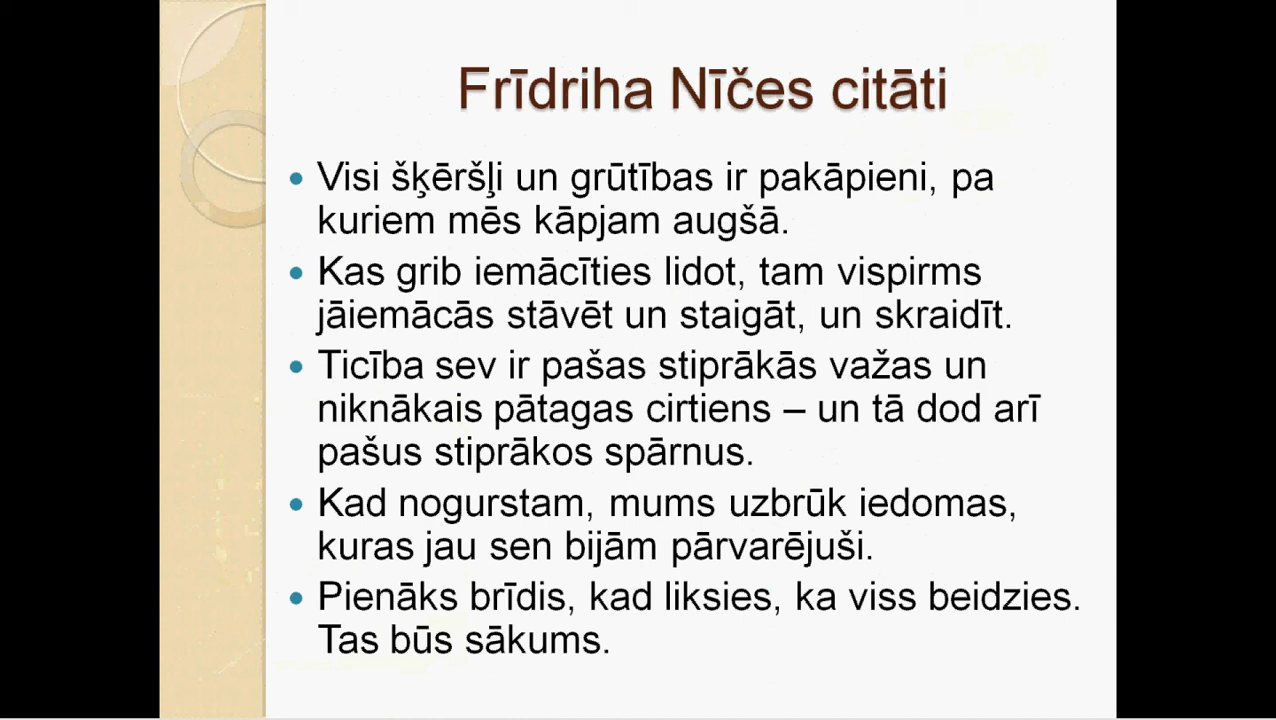 Frīdriha Nīčes citāti
• Visi šķēršļi un grūtības ir pakāpieni, pa
kuriem mēs kāpjam augšā.
• Kas grib iemācīties lidot, tam vispirms
jāiemācās stāvēt un staigāt, un skraidīt.
• Ticība sev ir pašas stiprākās važas un
niknākais pātagas cirtiens – un tā dod arī
pašus stiprākos spārnus.
• Kad nogurstam, mums uzbrūk iedomas,
kuras jau sen bijām pārvarējuši.
• Pienāks brīdis, kad liksies, ka viss beidzies.
Tas būs sākums.